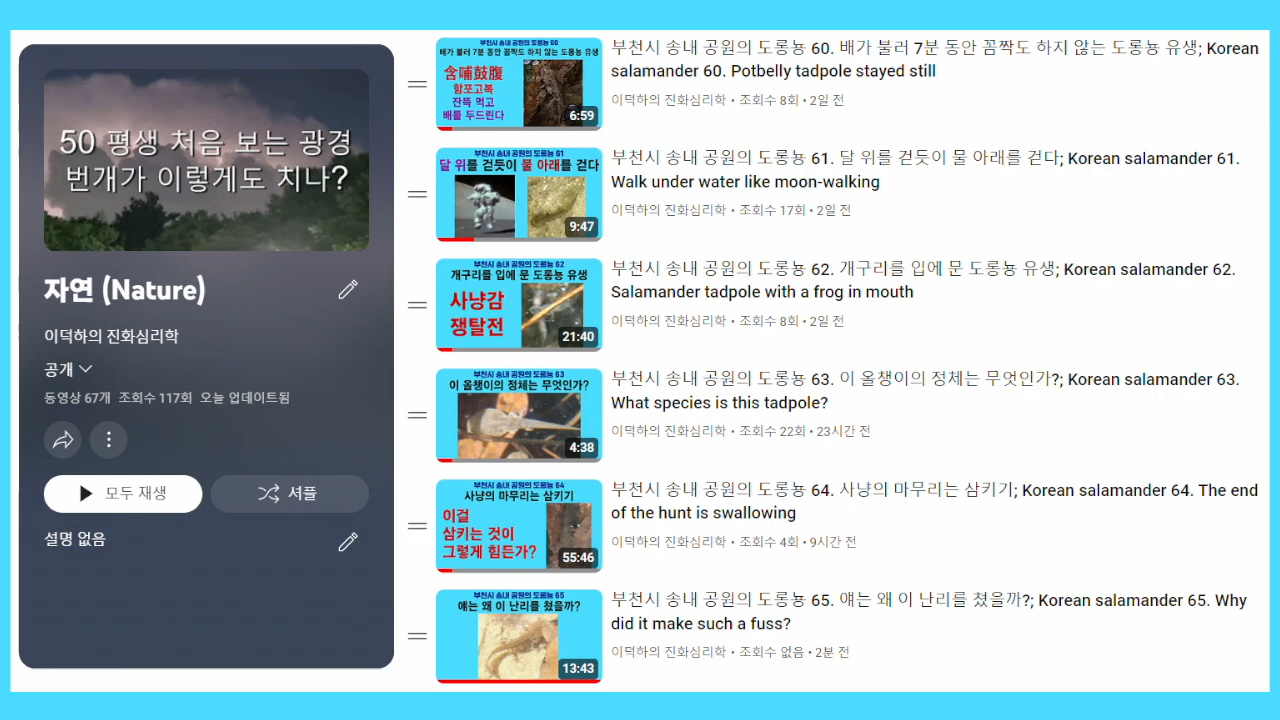 50 평생 처음 보는 광경
번개가 이렇게도 치나?
자연 (Nature)
이덕하의 진화심리학
공개
동영상 67개 조회수 117회 오늘 업데이트됨
모두 재생
셔플
설명 없음
부천시 송내 공원의 도롱뇽 60
배가 불러 7분 동안 꼼짝도 하지 않는 도롱뇽 유생
含哺鼓腹
함포고복
잔뜩 먹고
배를 두드린다
6:59
부천시 송내 공원의 도롱뇽 60. 배가 불러 7분 동안 꼼짝도 하지 않는 도롱뇽 유생; Korean
salamander 60. Potbelly tadpole stayed still
이덕하의 진화심리학 • 조회수 8회 • 2일 전
부천시 송내 공원의 도롱뇽 61
달 위를 걷듯이 물 아래를 걷다
9:47
부천시 송내 공원의 도롱뇽 61. 달 위를 걷듯이 물 아래를 걷다; Korean salamander 61.
Walk under water like moon-walking
이덕하의 진화심리학 • 조회수 17회 • 2일 전
부천시 송내 공원의 도롱뇽 62
개구리를 입에 문 도롱뇽 유생
사냥감
쟁탈전
21:40
부천시 송내 공원의 도롱뇽 62. 개구리를 입에 문 도롱뇽 유생; Korean salamander 62.
Salamander tadpole with a frog in mouth
이덕하의 진화심리학 • 조회수 8회 • 2일 전
부천시 송내 공원의 도롱뇽 63
이 올챙이의 정체는 무엇인가?
4:38
부천시 송내 공원의 도롱뇽 63. 이 올챙이의 정체는 무엇인가?; Korean salamander 63.
What species is this tadpole?
이덕하의 진화심리학 • 조회수 22회 • 23시간 전
부천시 송내 공원의 도롱뇽 64
사냥의 마무리는 삼키기
이걸
삼키는 것이
그렇게 힘든가?
55:46
부천시 송내 공원의 도롱뇽 64. 사냥의 마무리는 삼키기; Korean salamander 64. The end
of the hunt is swallowing
이덕하의 진화심리학 • 조회수 4회 • 9시간 전
부천시 송내 공원의 도롱뇽 65
얘는 왜 이 난리를 쳤을까?
13:43
부천시 송내 공원의 도롱뇽 65. 얘는 왜 이 난리를 쳤을까?; Korean salamander 65. Why
did it make such a fuss?
이덕하의 진화심리학 • 조회수 없음 • 2분 전